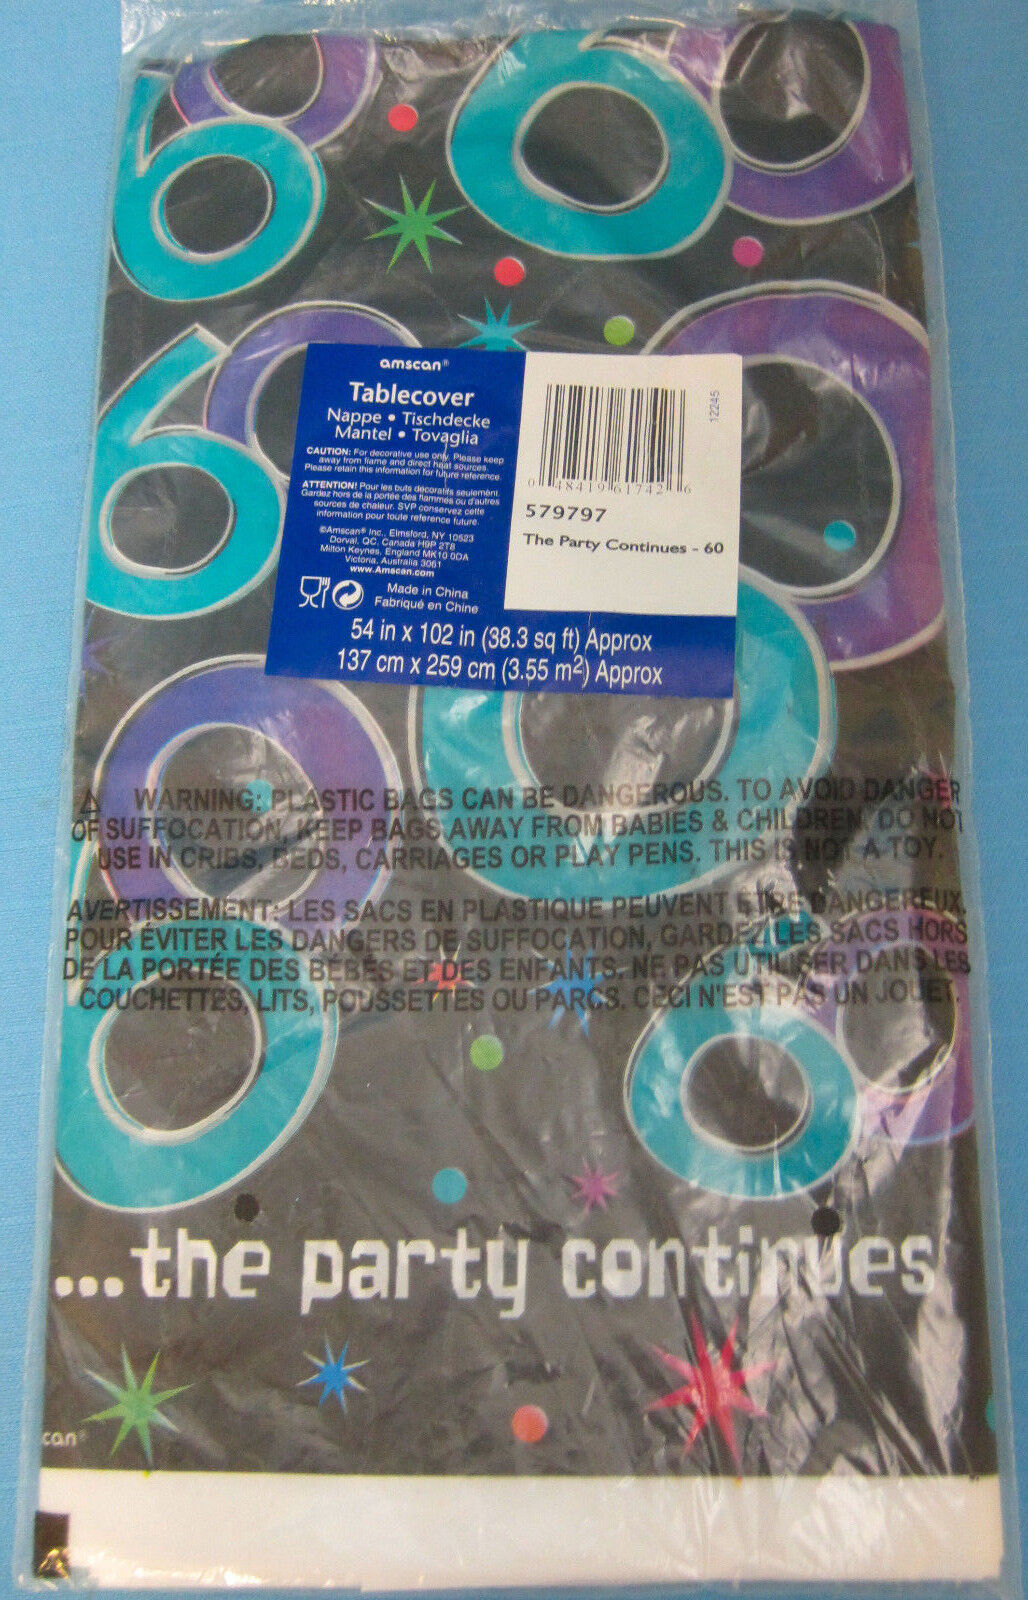 amscan®
Tablecover
Nappe • Tischdecke
Mantel • Tovaglia
CAUTION: For decorative use only. Please keep
away from flame and direct heat sources.
Please retain this information for future reference.
ATTENTION! Pour les buts décoratifs seulement.
Gardez hors de la portée des flammes ou d'autres
sources de chaleur. SVP conservez cette
information pour toute reference future.
©Amscan® Inc., Elmsford, NY 10523
Dorval, QC, Canada H9P 2T8
Milton Keynes, England MK10 0DA
Victoria, Australia 3061
www.Amscan.com
Made in China
Fabriqué en Chine
54 in x 102 in (38.3 sq ft) Approx
137 cm x 259 cm (3.55 m²) Approx
12245
0 48419 61742 6
579797
The Party Continues - 60
60
60
60
60
60
⚠ WARNING: PLASTIC BAGS CAN BE DANGEROUS. TO AVOID DANGER
OF SUFFOCATION, KEEP BAGS AWAY FROM BABIES & CHILDREN. DO NOT
USE IN CRIBS, BEDS, CARRIAGES OR PLAY PENS. THIS IS NOT A TOY.
AVERTISSEMENT: LES SACS EN PLASTIQUE PEUVENT ÊTRE DANGEREUX.
POUR ÉVITER LES DANGERS DE SUFFOCATION, GARDEZ LES SACS HORS
DE LA PORTÉE DES BÉBÉS ET DES ENFANTS. NE PAS UTILISER DANS LES
COUCHETTES, LITS, POUSSETTES OU PARCS. CECI N'EST PAS UN JOUET.
...the party continues
scan®